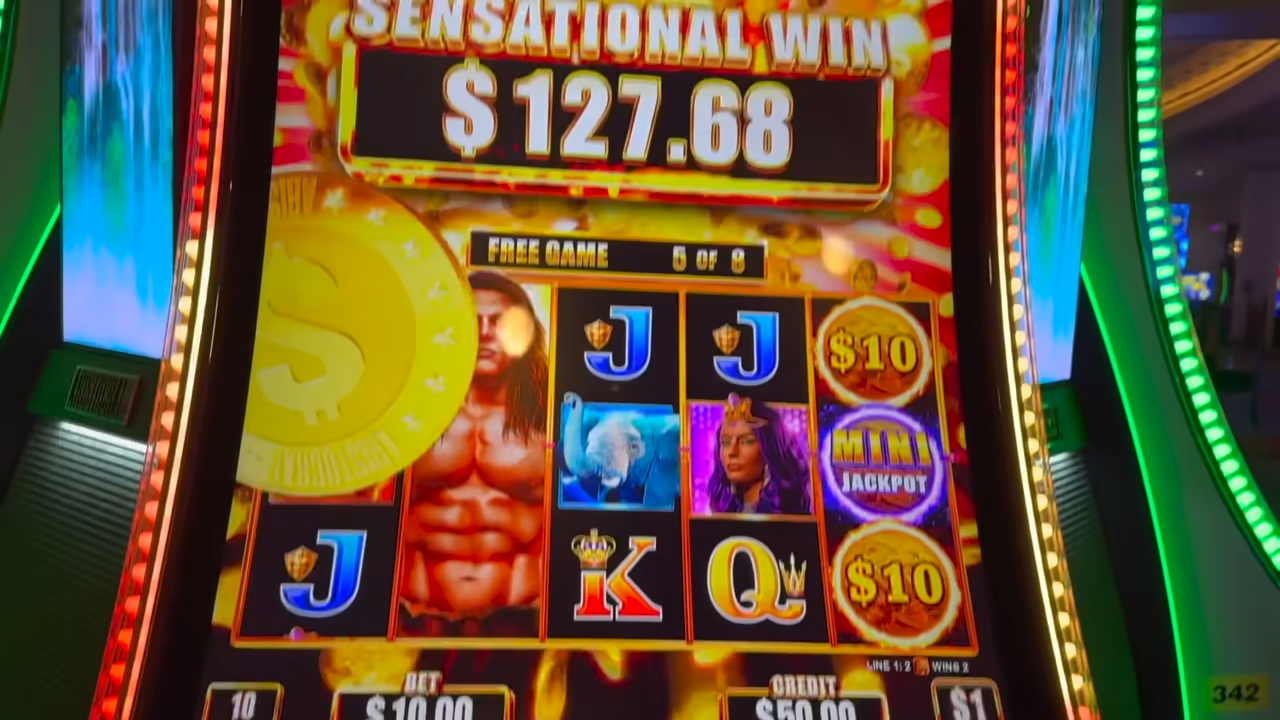 SENSATIONAL WIN
$127.68
FREE GAME 5 OF 8
J J $10
$
MINI
JACKPOT
J K Q $10
LINE 1:2 WINS 2
BET CREDIT
10 $10.00 $50.00 $1
342